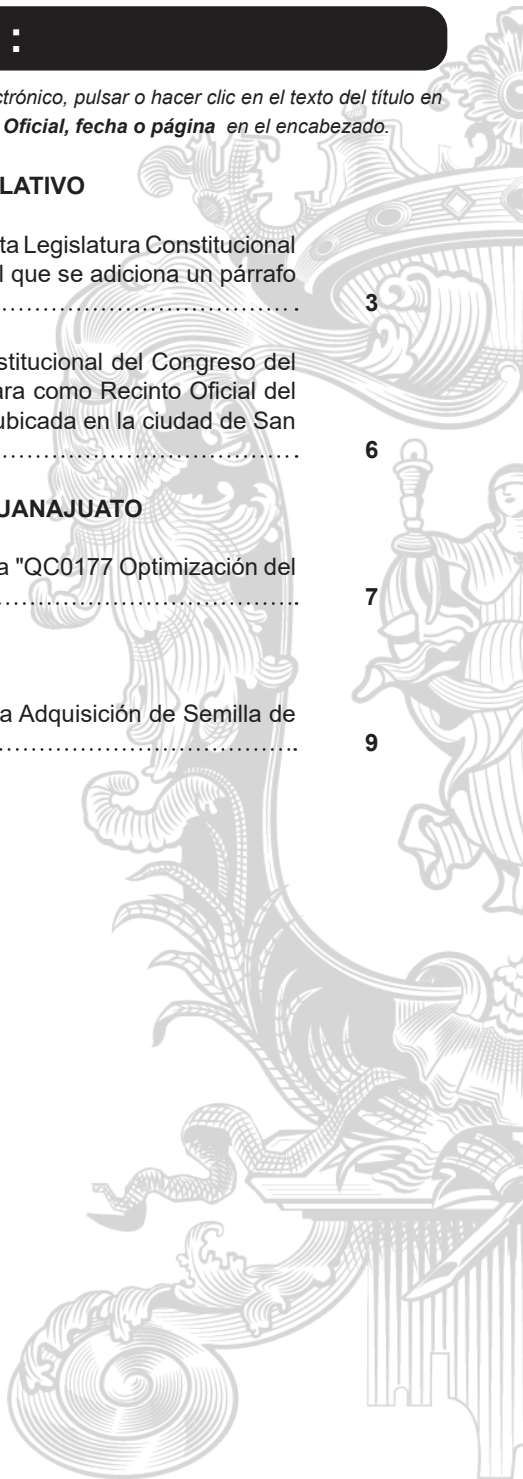 :
ctrónico, pulsar o hacer clic en el texto del título en
Oficial, fecha o página en el encabezado.
LATIVO
ta Legislatura Constitucional
l que se adiciona un párrafo
........................................ 3
nstitucional del Congreso del
ara como Recinto Oficial del
ubicada en la ciudad de San
........................................ 6
UANAJUATO
a "QC0177 Optimización del
........................................ 7
a Adquisición de Semilla de
........................................ 9